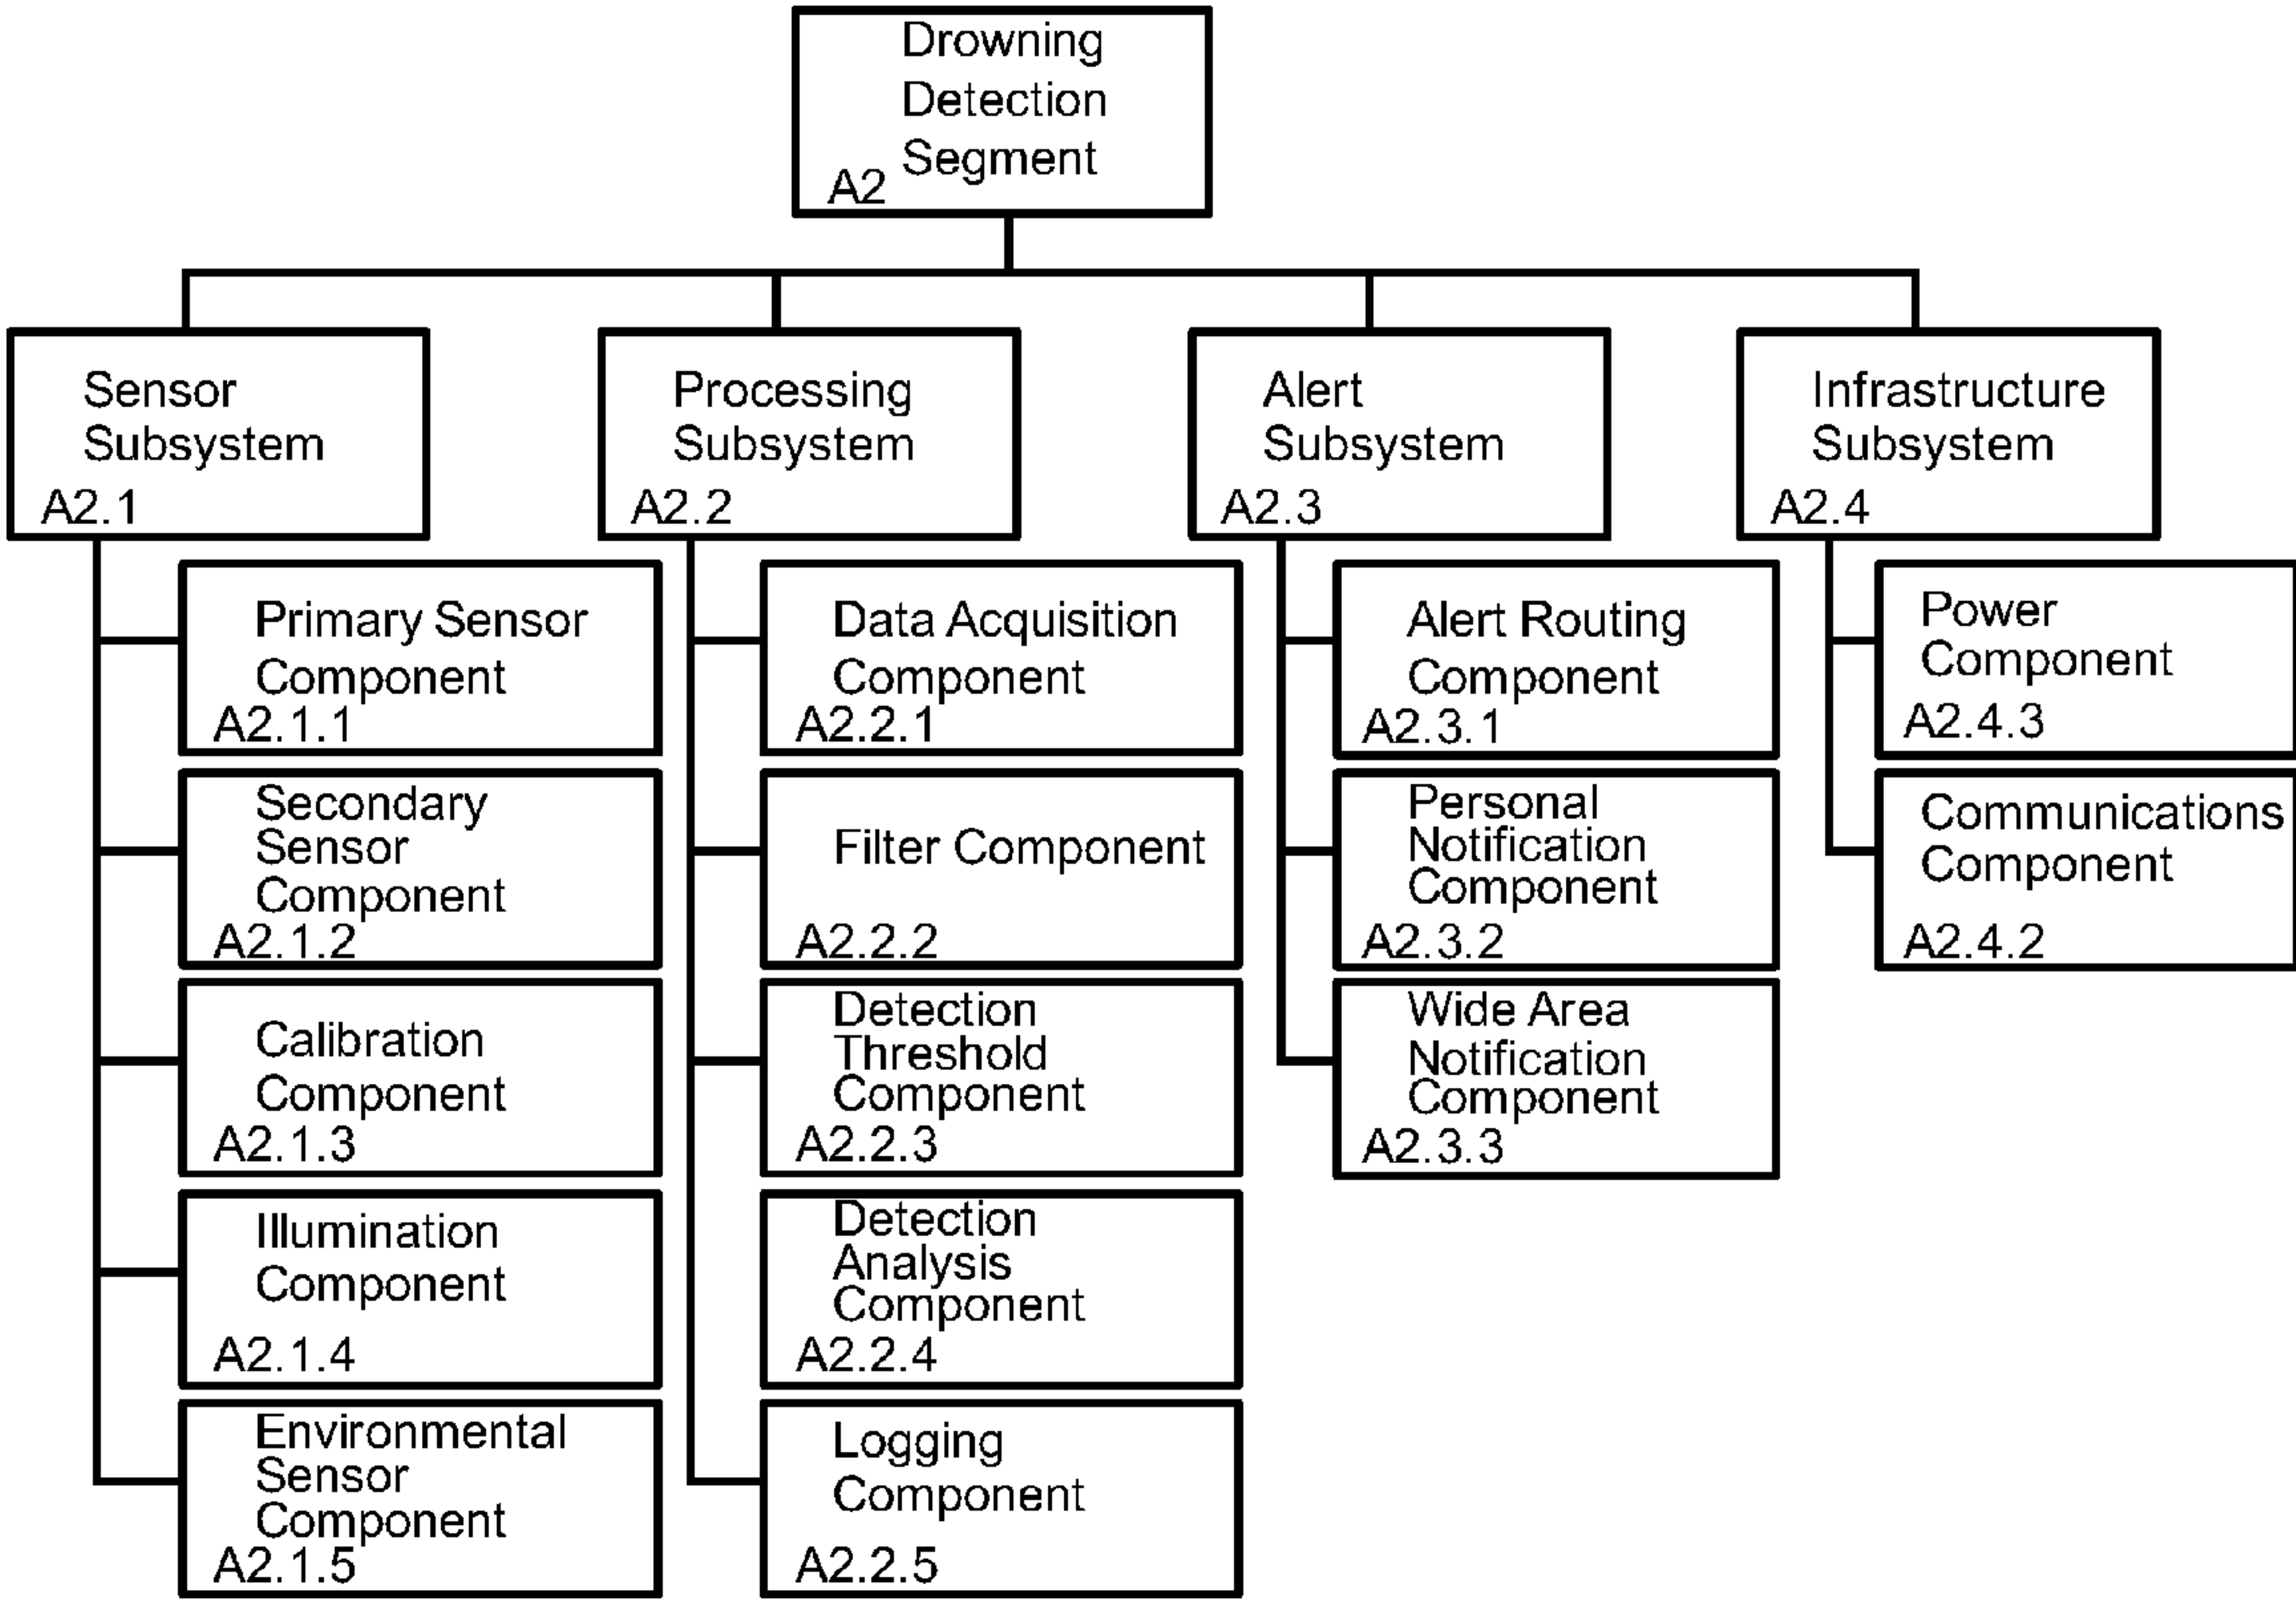 Drowning
Detection
Segment
A2
Sensor
Subsystem
A2.1
Processing
Subsystem
A2.2
Alert
Subsystem
A2.3
Infrastructure
Subsystem
A2.4
Primary Sensor
Component
A2.1.1
Secondary
Sensor
Component
A2.1.2
Calibration
Component
A2.1.3
Illumination
Component
A2.1.4
Environmental
Sensor
Component
A2.1.5
Data Acquisition
Component
A2.2.1
Filter Component
A2.2.2
Detection
Threshold
Component
A2.2.3
Detection
Analysis
Component
A2.2.4
Logging
Component
A2.2.5
Alert Routing
Component
A2.3.1
Personal
Notification
Component
A2.3.2
Wide Area
Notification
Component
A2.3.3
Power
Component
A2.4.3
Communications
Component
A2.4.2